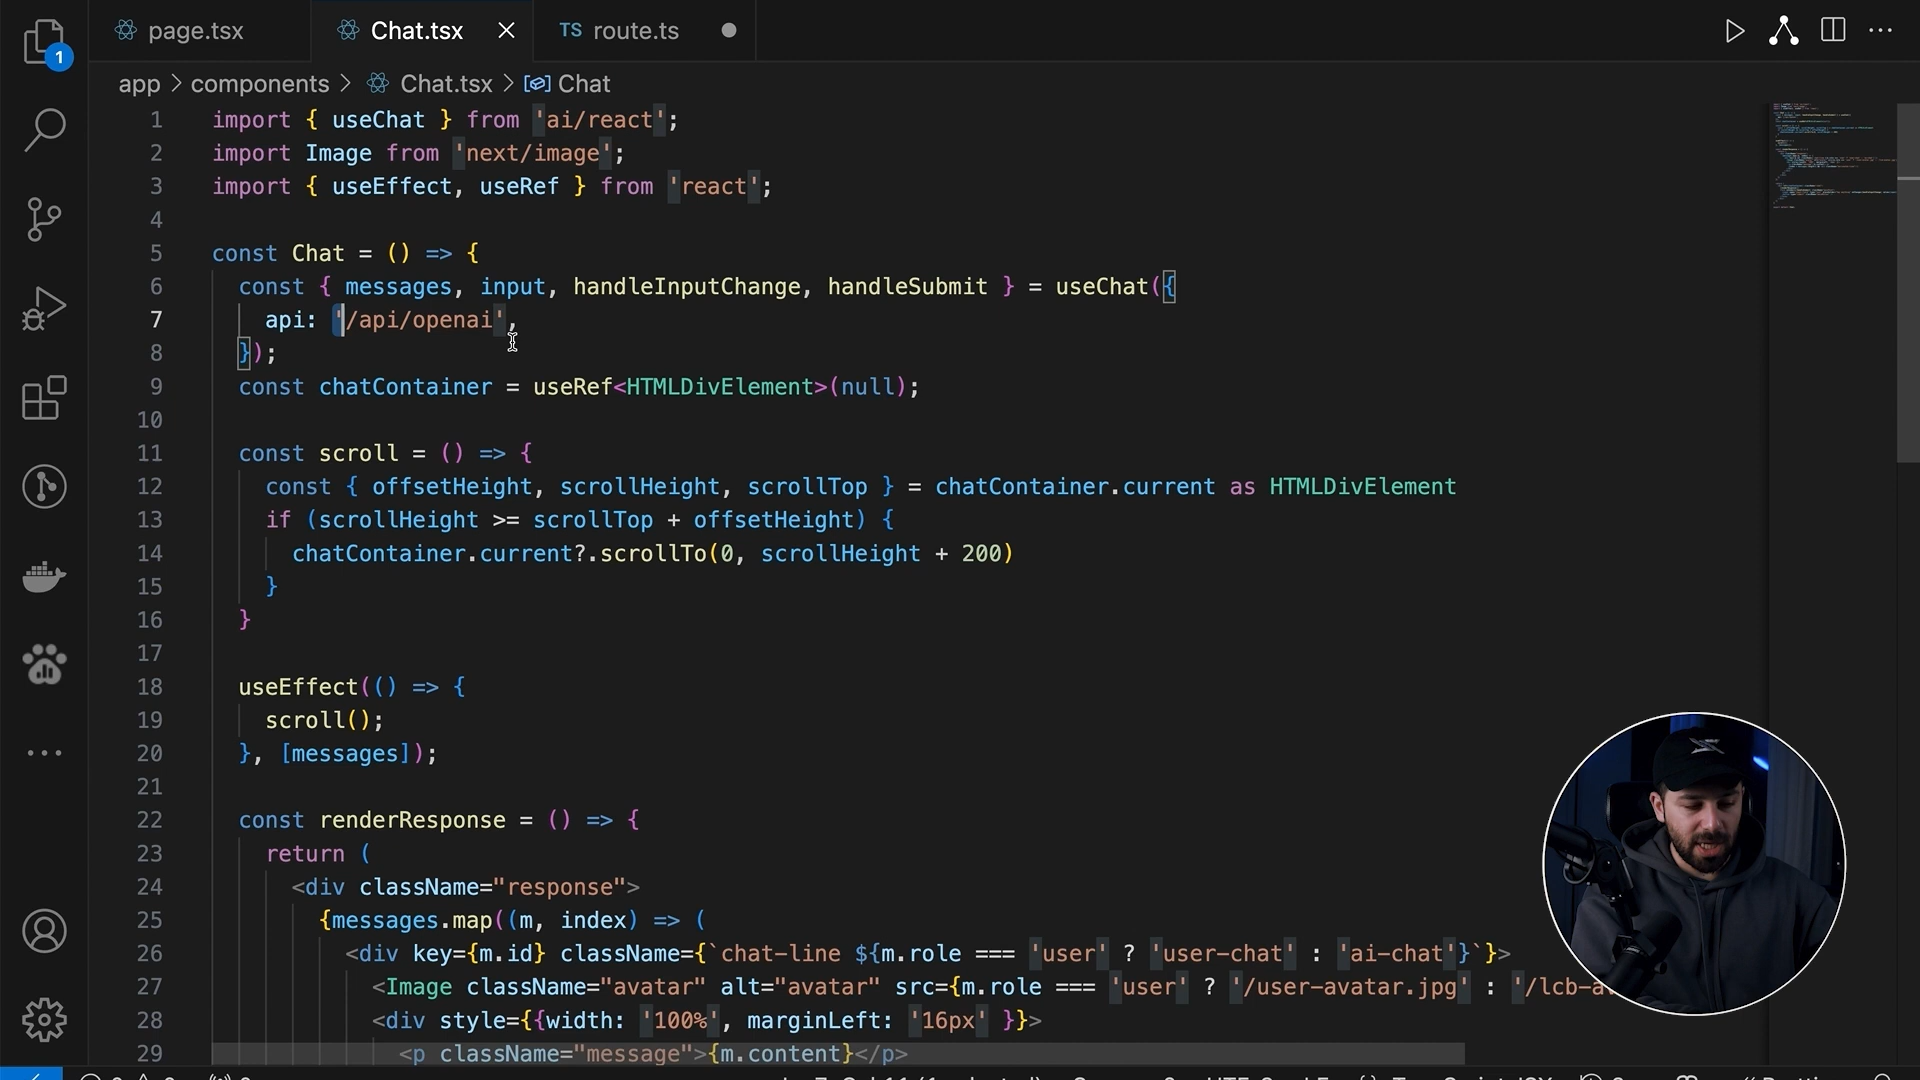 page.tsx
Chat.tsx
TS route.ts
1
app > components > Chat.tsx > Chat
1 import { useChat } from 'ai/react';
2 import Image from 'next/image';
3 import { useEffect, useRef } from 'react';
4
5 const Chat = () => {
6 const { messages, input, handleInputChange, handleSubmit } = useChat({
7 api: '/api/openai',
8 });
9 const chatContainer = useRef<HTMLDivElement>(null);
10
11 const scroll = () => {
12 const { offsetHeight, scrollHeight, scrollTop } = chatContainer.current as HTMLDivElement
13 if (scrollHeight >= scrollTop + offsetHeight) {
14 chatContainer.current?.scrollTo(0, scrollHeight + 200)
15 }
16 }
17
18 useEffect(() => {
19 scroll();
20 }, [messages]);
21
22 const renderResponse = () => {
23 return (
24 <div className="response">
25 {messages.map((m, index) => (
26 <div key={m.id} className={`chat-line ${m.role === 'user' ? 'user-chat' : 'ai-chat'}`}>
27 <Image className="avatar" alt="avatar" src={m.role === 'user' ? '/user-avatar.jpg' : '/lcb-a
28 <div style={{width: '100%', marginLeft: '16px' }}>
29 <p className="message">{m.content}</p>